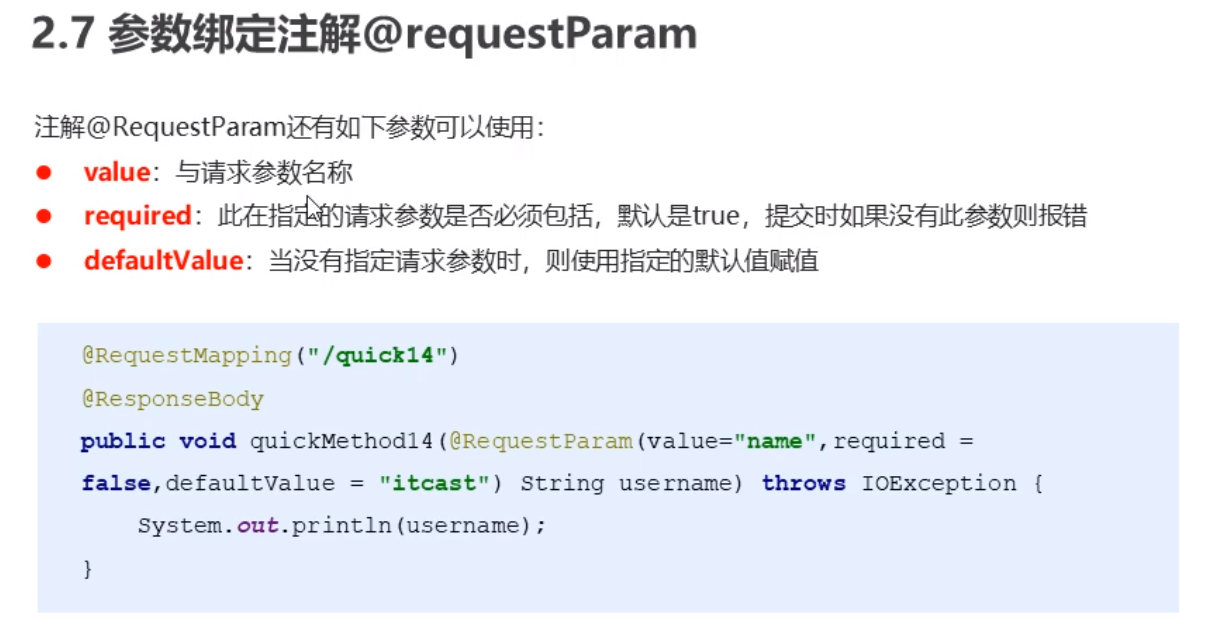 2.7 参数绑定注解@requestParam
注解@RequestParam还有如下参数可以使用：
● value：与请求参数名称
● required：此在指定的请求参数是否必须包括，默认是true，提交时如果没有此参数则报错
● defaultValue：当没有指定请求参数时，则使用指定的默认值赋值
@RequestMapping("/quick14")
@ResponseBody
public void quickMethod14(@RequestParam(value="name",required =
false,defaultValue = "itcast") String username) throws IOException {
    System.out.println(username);
}